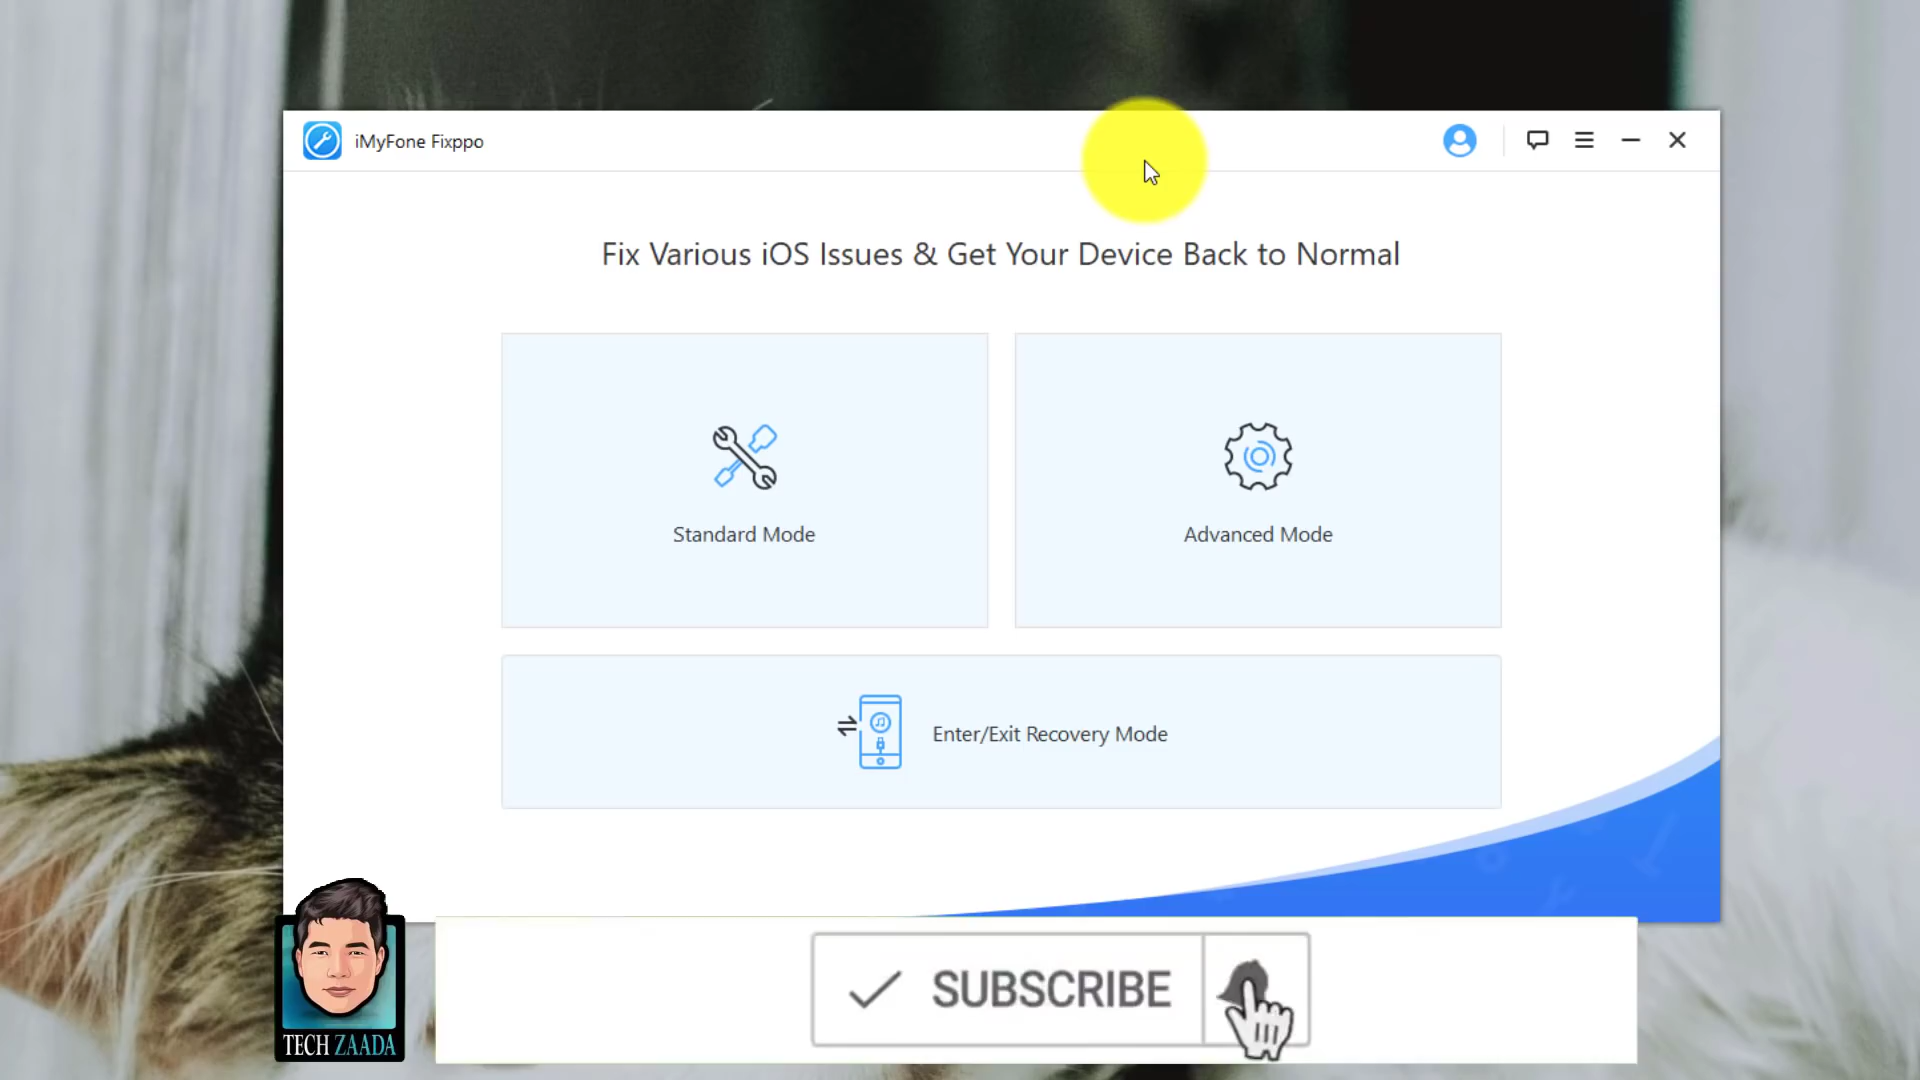 iMyFone Fixppo
Fix Various iOS Issues & Get Your Device Back to Normal
Standard Mode
Advanced Mode
Enter/Exit Recovery Mode
SUBSCRIBE
TECH ZAADA